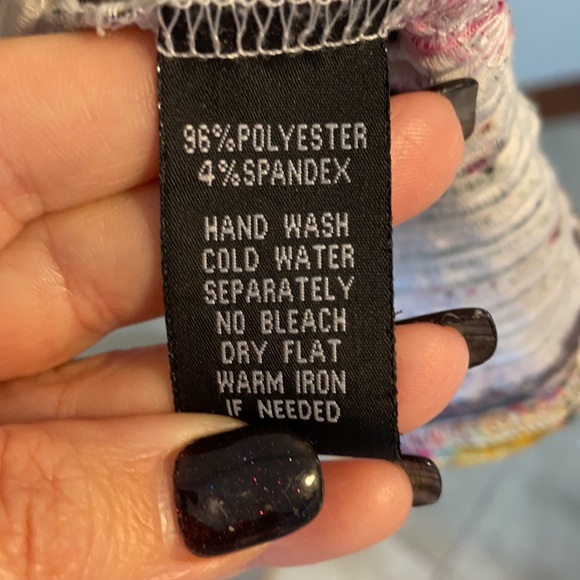 96%POLYESTER
4%SPANDEX
HAND WASH
COLD WATER
SEPARATELY
NO BLEACH
DRY FLAT
WARM IRON
IF NEEDED